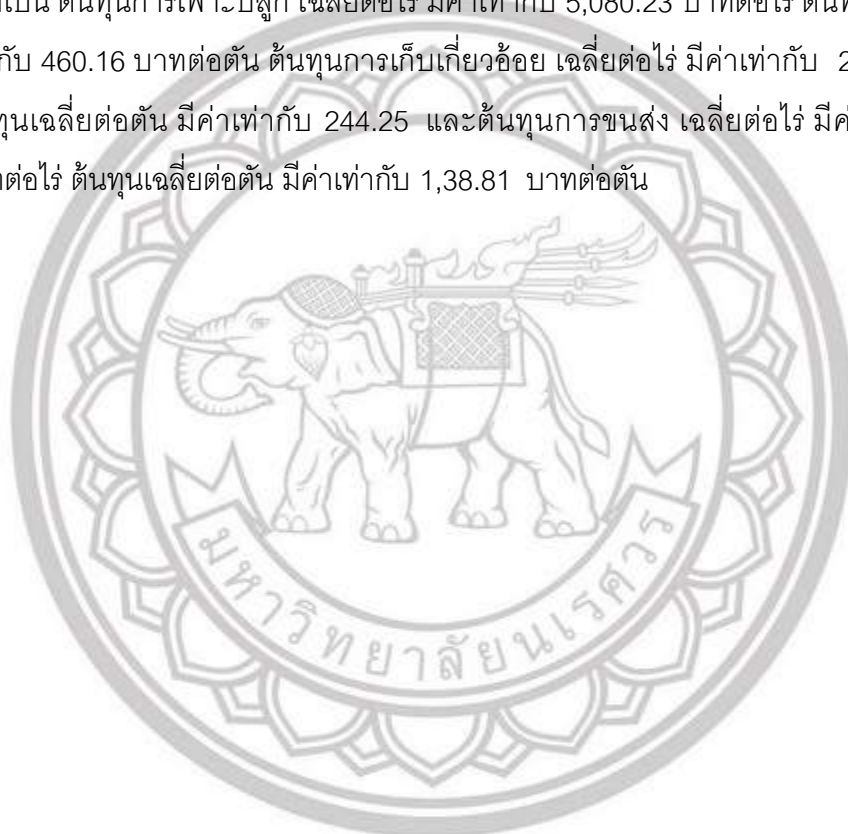 ต้นทุนการเพาะปลูก เฉลี่ยต่อไร่ มีค่าเท่ากับ 5,080.23 บาทต่อไร่
กับ 460.16 บาทต่อตัน ต้นทุนการเก็บเกี่ยวอ้อย เฉลี่ยต่อไร่ มีค่าเท่ากับ
ทุนเฉลี่ยต่อตัน มีค่าเท่ากับ 244.25 และต้นทุนการขนส่ง เฉลี่ยต่อไร่
ต่อไร่ ต้นทุนเฉลี่ยต่อตัน มีค่าเท่ากับ 1,38.81 บาทต่อตัน
มหาวิทยาลัยนเรศวร